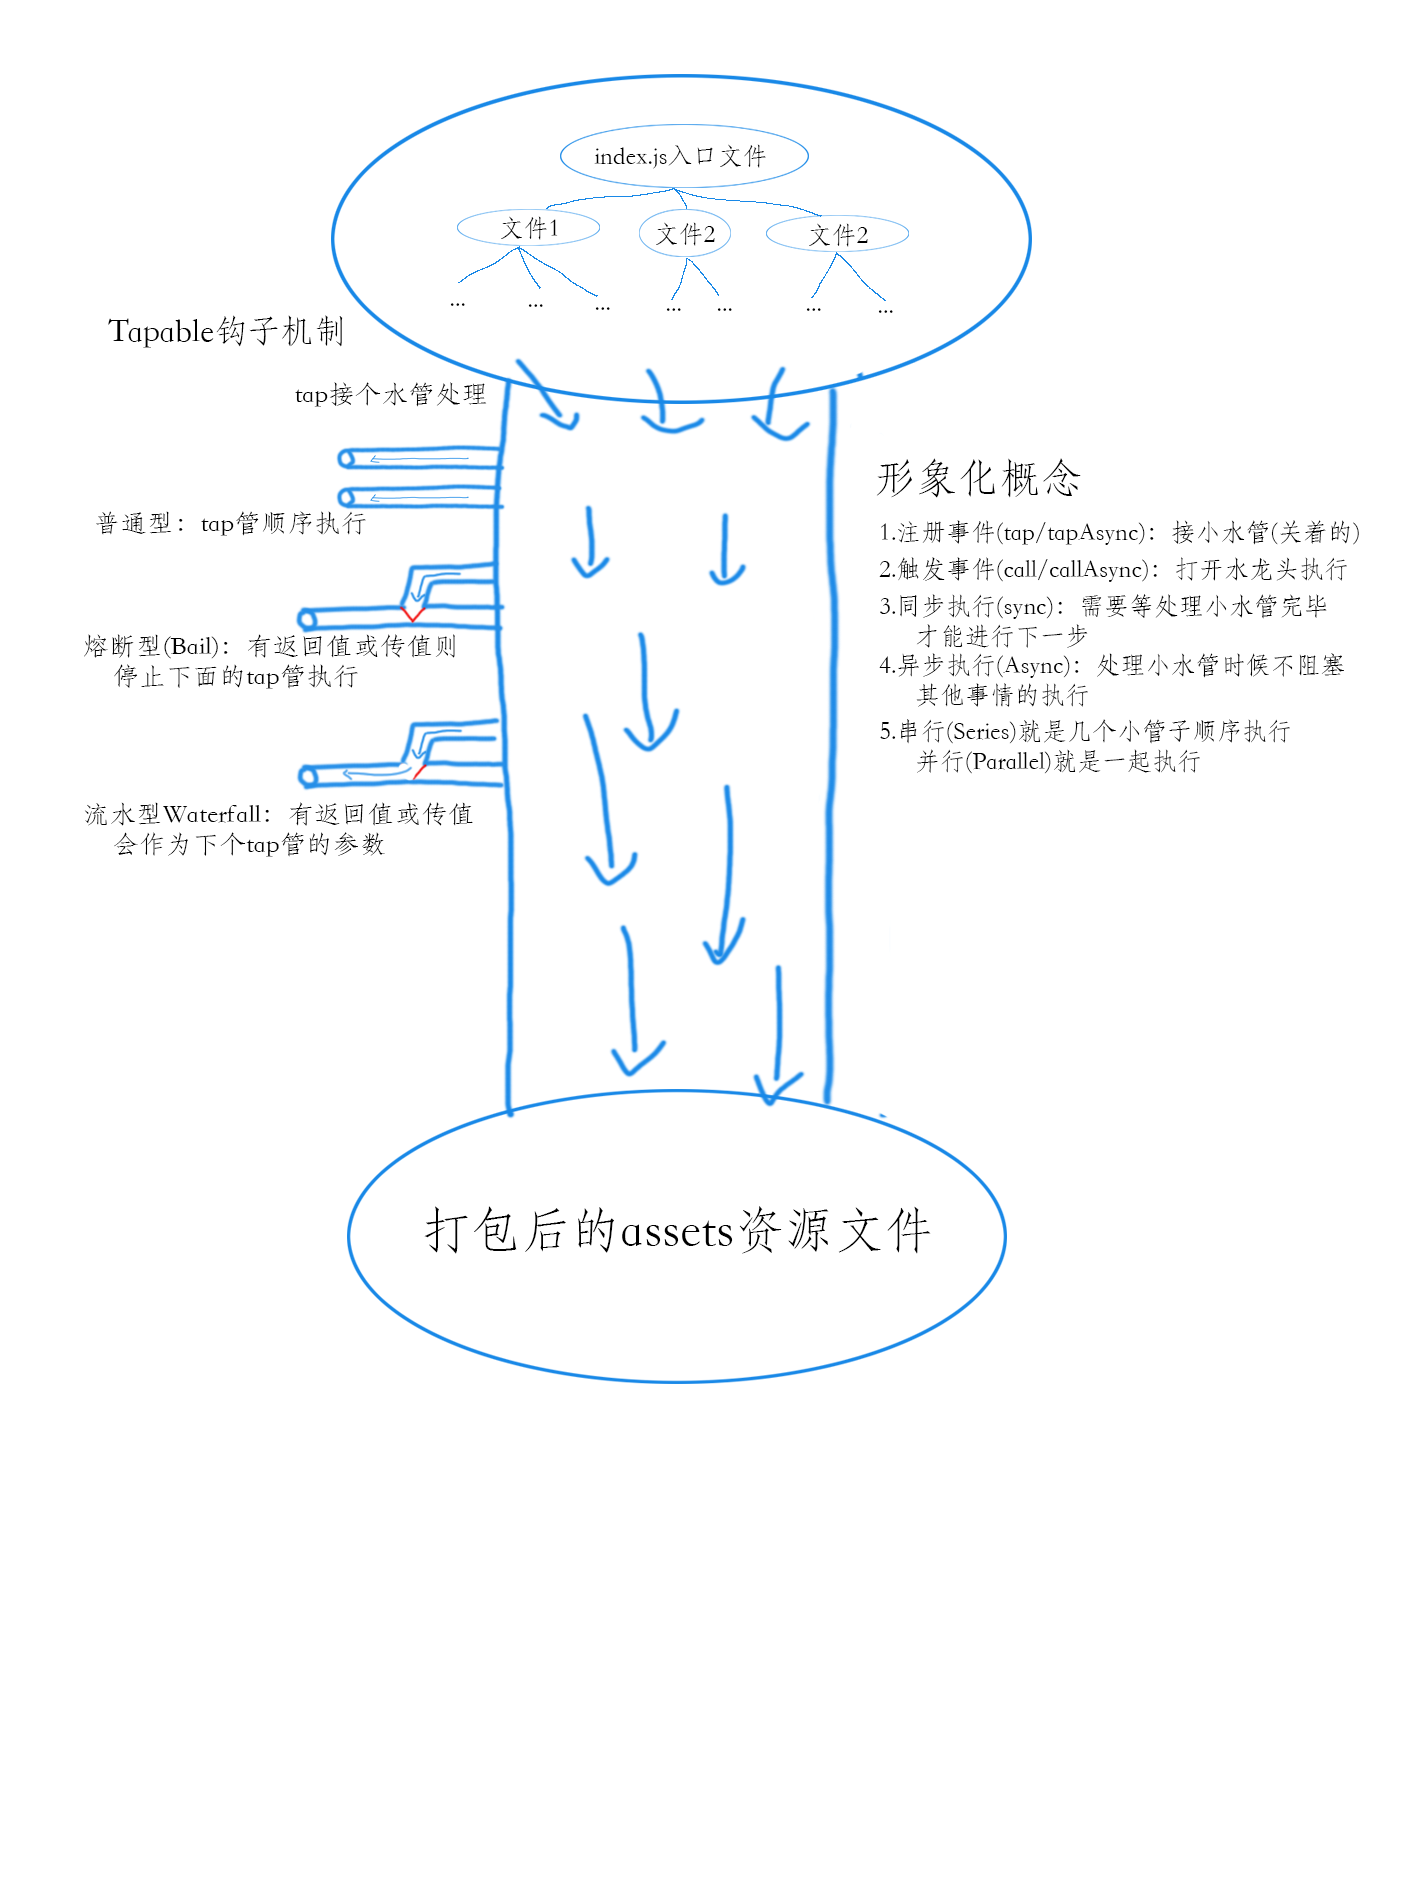 index.js入口文件
文件1
文件2
文件2
...
...
...
...
...
...
...
Tapable钩子机制
tap接个水管处理
普通型：tap管顺序执行
熔断型(Bail)：有返回值或传值则
停止下面的tap管执行
流水型Waterfall：有返回值或传值
会作为下个tap管的参数
形象化概念
1.注册事件(tap/tapAsync)：接小水管(关着的)
2.触发事件(call/callAsync)：打开水龙头执行
3.同步执行(sync)：需要等处理小水管完毕
才能进行下一步
4.异步执行(Async)：处理小水管时候不阻塞
其他事情的执行
5.串行(Series)就是几个小管子顺序执行
并行(Parallel)就是一起执行
打包后的assets资源文件